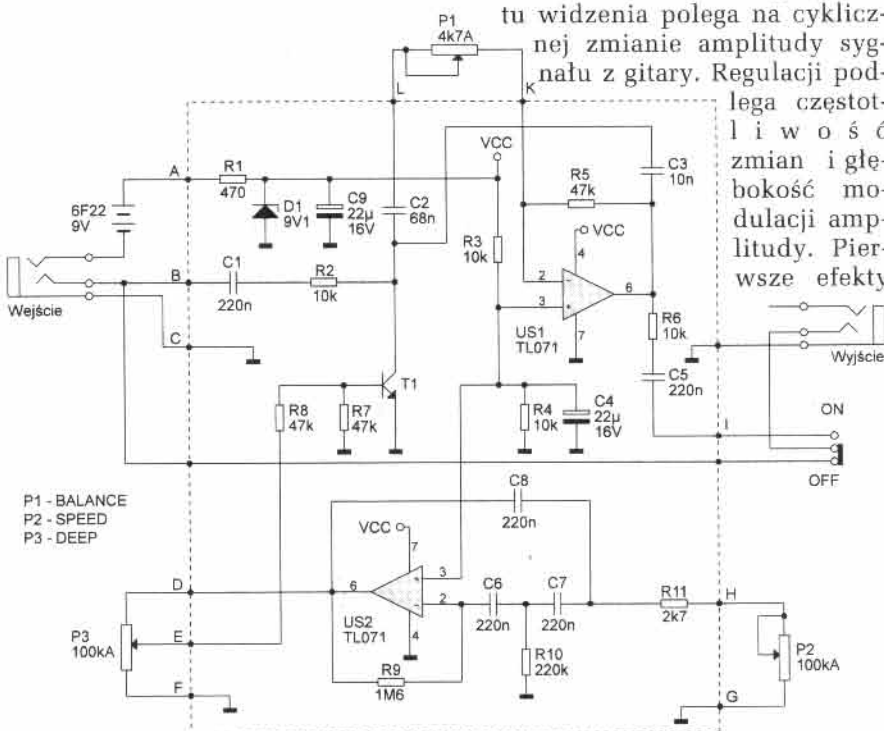 tu widzenia polega na cyklicz-
nej zmianie amplitudy syg-
nału z gitary. Regulacji pod-
lega częstot-
liwość
zmian i głę-
bokość mo-
dulacji amp-
litudy. Pier-
wsze efekty
P1
4k7A
L
K
VCC
A
R1
470
6F22
9V
D1
9V1
C9
22µ
16V
C2
68n
R3
10k
R5
47k
C3
10n
VCC
4
2
3
6
7
US1
TL071
B
C1
220n
R2
10k
Wejście
C
R6
10k
C5
220n
Wyjście
T1
R8
47k
R7
47k
R4
10k
C4
22µ
16V
I
ON
OFF
P1 - BALANCE
P2 - SPEED
P3 - DEEP
C8
220n
VCC
7
3
2
6
4
US2
TL071
C6
220n
C7
220n
R11
2k7
H
D
P3
100kA
E
F
R9
1M6
R10
220k
P2
100kA
G